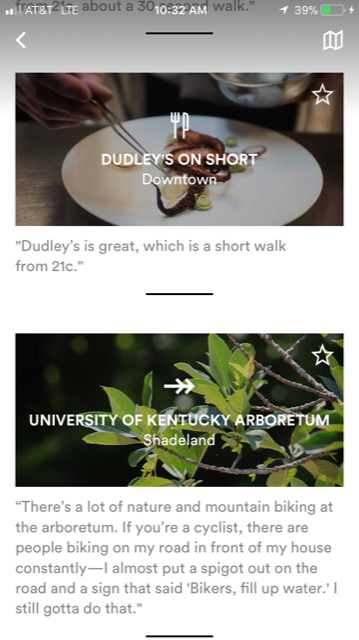 AT&T LTE 10:32 AM 39%
from 21c about a 30 second walk."
DUDLEY'S ON SHORT
Downtown
"Dudley's is great, which is a short walk
from 21c."
UNIVERSITY OF KENTUCKY ARBORETUM
Shadeland
“There's a lot of nature and mountain biking at
the arboretum. If you're a cyclist, there are
people biking on my road in front of my house
constantly—I almost put a spigot out on the
road and a sign that said 'Bikers, fill up water.' I
still gotta do that."